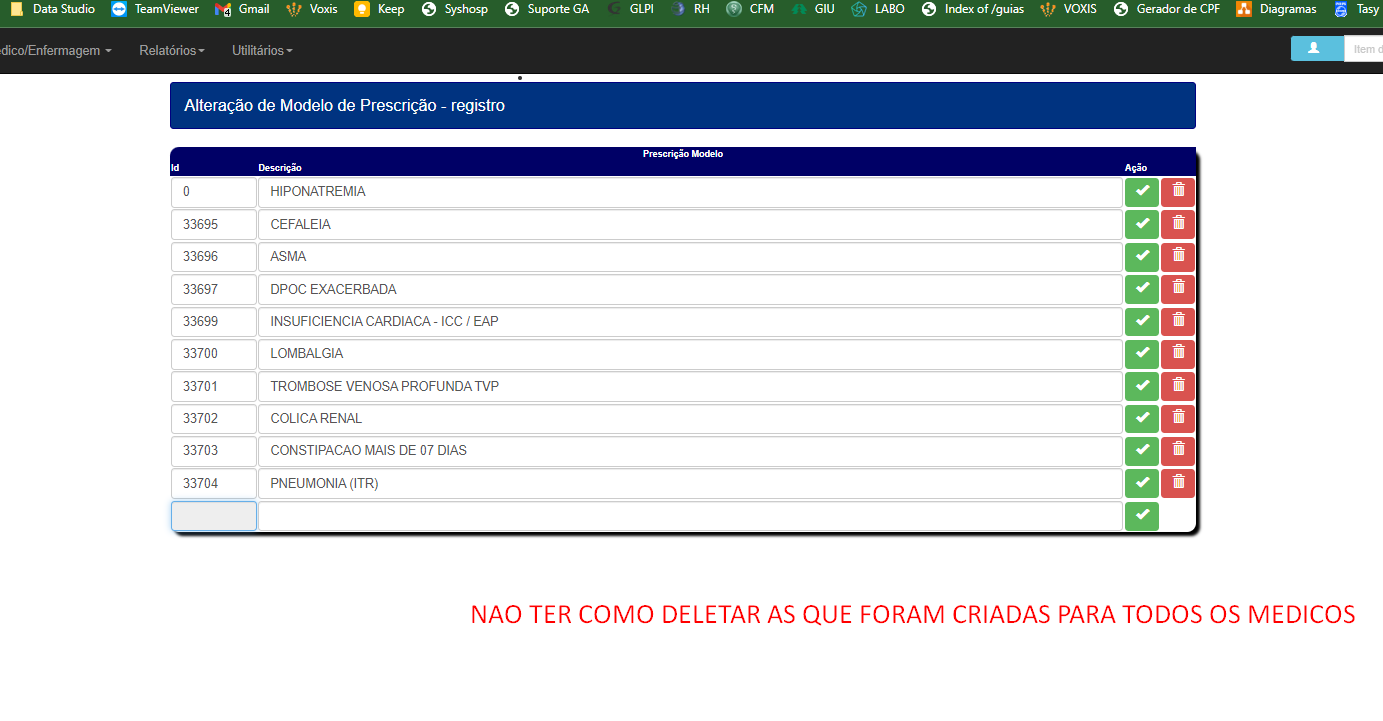 Data Studio TeamViewer Gmail Voxis Keep Syshosp Suporte GA GLPI RH CFM GIU LABO Index of /guias VOXIS Gerador de CPF Diagramas Tasy
dico/Enfermagem Relatórios Utilitários Item d
Alteração de Modelo de Prescrição - registro
Prescrição Modelo
Id Descrição Ação
0 HIPONATREMIA
33695 CEFALEIA
33696 ASMA
33697 DPOC EXACERBADA
33699 INSUFICIENCIA CARDIACA - ICC / EAP
33700 LOMBALGIA
33701 TROMBOSE VENOSA PROFUNDA TVP
33702 COLICA RENAL
33703 CONSTIPACAO MAIS DE 07 DIAS
33704 PNEUMONIA (ITR)
NAO TER COMO DELETAR AS QUE FORAM CRIADAS PARA TODOS OS MEDICOS